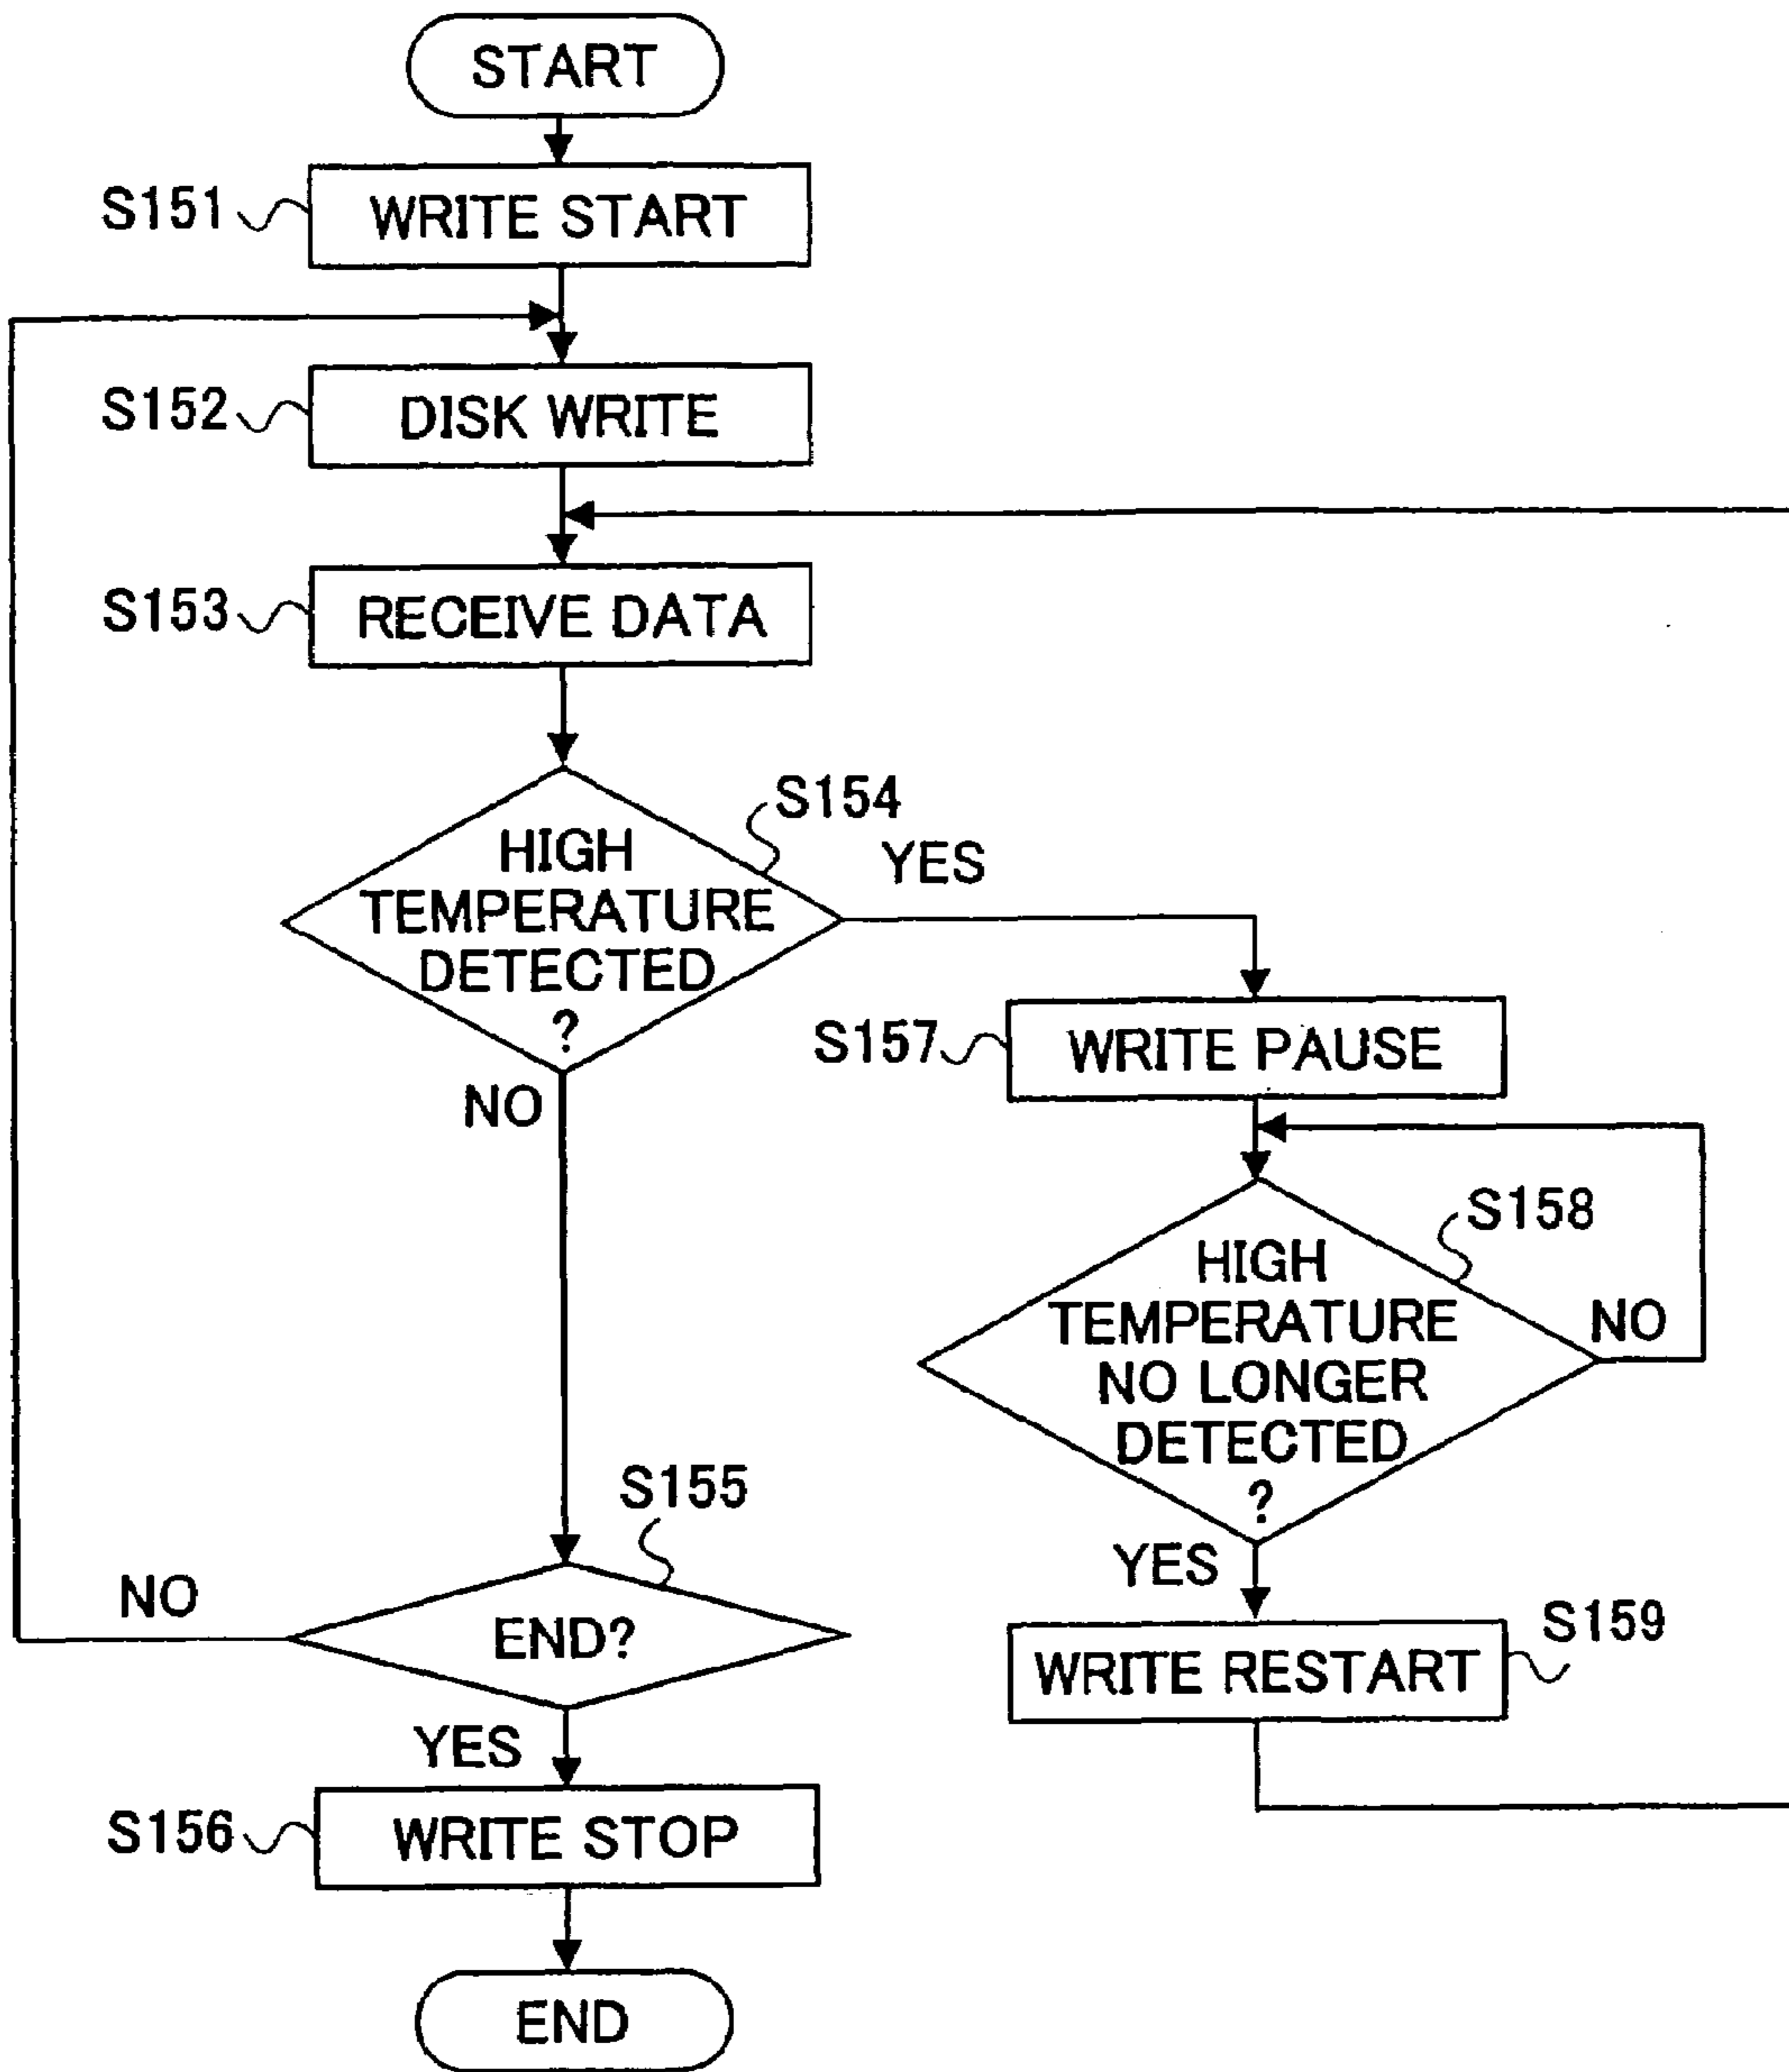 START
S151
WRITE START
S152
DISK WRITE
S153
RECEIVE DATA
S154
HIGH
TEMPERATURE
DETECTED
?
YES
NO
S157
WRITE PAUSE
S158
HIGH
TEMPERATURE
NO LONGER
DETECTED
?
NO
YES
S155
END?
NO
YES
S159
WRITE RESTART
S156
WRITE STOP
END